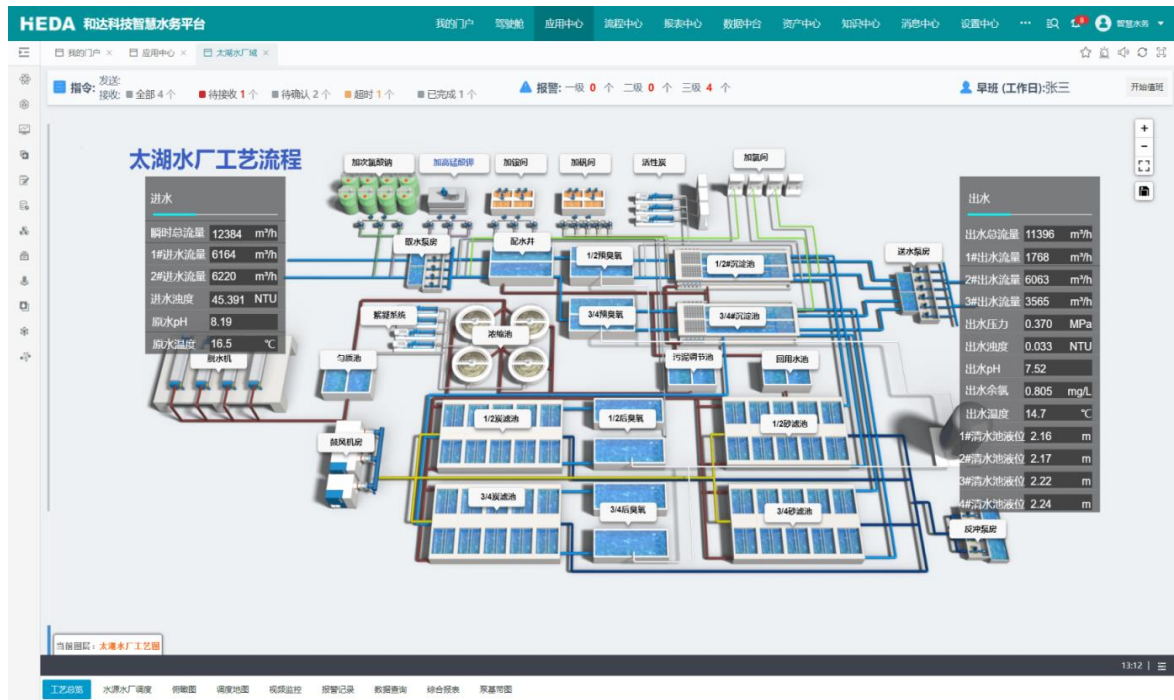 HEDA 和达科技智慧水务平台
我的门户 驾驶舱 应用中心 流程中心 报表中心 数据中台 资产中心 知识中心 消息中心 设置中心 ··· 8 智慧水务
我的门户 × 应用中心 × 太湖水厂域 ×
指令: 发送:
接收: 全部 4 个 待接收 1 个 待确认 2 个 超时 1 个 已完成 1 个
报警: 一级 0 个 二级 0 个 三级 4 个
早班 (工作日):张三
开始值班
太湖水厂工艺流程
进水
瞬时总流量 12384 m³/h
1#进水流量 6164 m³/h
2#进水流量 6220 m³/h
进水浊度 45.391 NTU
原水pH 8.19
原水温度 16.5 ℃
加次氯酸钠 加高锰酸钾 加铵间 加矾间 活性炭 加氯间
取水泵房 配水井 1/2预臭氧 1/2#沉淀池 送水泵房
絮凝系统 浓缩池 3/4预臭氧 3/4#沉淀池
脱水机 匀质池 污泥调节池 回用水池
鼓风机房 1/2炭滤池 1/2后臭氧 1/2砂滤池
3/4炭滤池 3/4后臭氧 3/4砂滤池 反冲泵房
出水
出水总流量 11396 m³/h
1#出水流量 1768 m³/h
2#出水流量 6063 m³/h
3#出水流量 3565 m³/h
出水压力 0.370 MPa
出水浊度 0.033 NTU
出水pH 7.52
出水余氯 0.805 mg/L
出水温度 14.7 ℃
1#清水池液位 2.16 m
2#清水池液位 2.17 m
3#清水池液位 2.22 m
4#清水池液位 2.24 m
当前图层: 太湖水厂工艺图
13:12
工艺总览 水源水厂调度 俯瞰图 调度地图 视频监控 报警记录 数据查询 综合报表 泵基带图